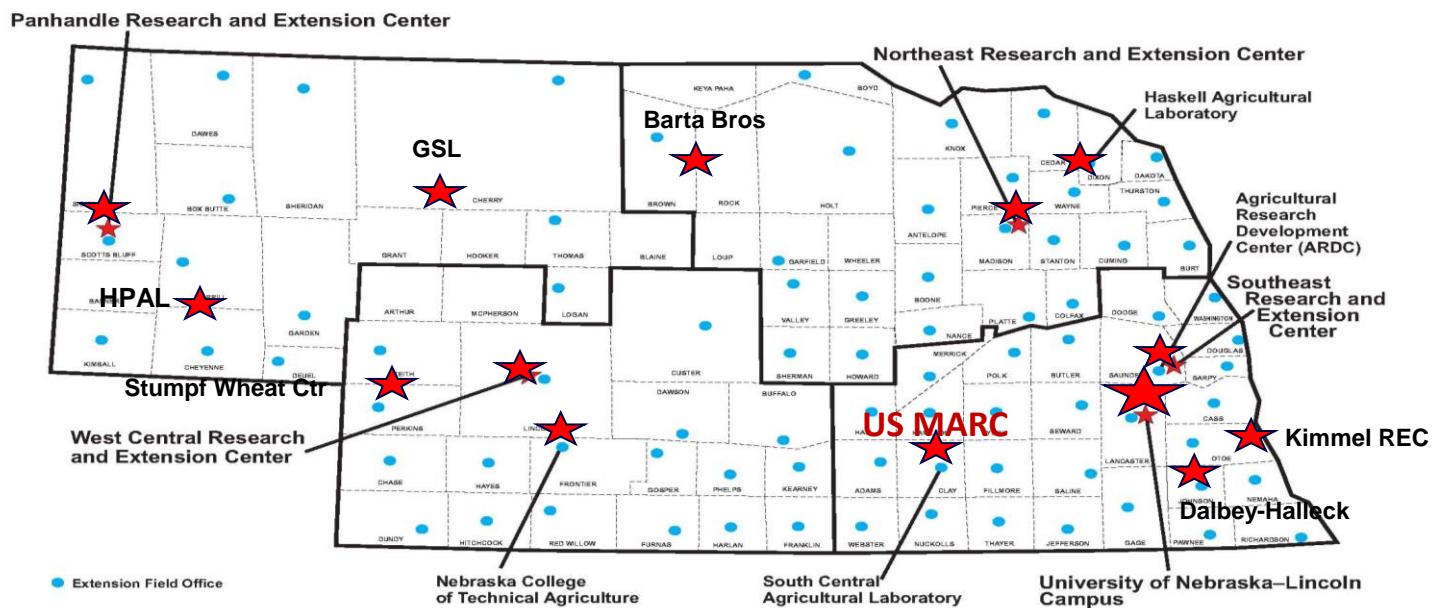 Panhandle Research and Extension Center
Northeast Research and Extension Center
Haskell Agricultural
Laboratory
Agricultural
Research
Development
Center (ARDC)
Southeast
Research and
Extension
Center
KEYA PAHA
BOYD
Barta Bros
GSL
DAWES
BOX BUTTE
SHERIDAN
CHERRY
BROWN
ROCK
HOLT
KNOX
CEDAR
DIXON
DAKOTA
THURSTON
PIERCE
WAYNE
ANTELOPE
MADISON
STANTON
CUMING
BURT
SCOTTS BLUFF
GRANT
HOOKER
THOMAS
BLAINE
LOUP
GARFIELD
WHEELER
BOONE
PLATTE
COLFAX
DODGE
WASHINGTON
HPAL
GARDEN
ARTHUR
MCPHERSON
LOGAN
VALLEY
GREELEY
NANCE
KIMBALL
CHEYENNE
DEUEL
CUSTER
SHERMAN
HOWARD
MERRICK
POLK
BUTLER
DOUGLAS
SARPY
Stumpf Wheat Ctr
PERKINS
DAWSON
BUFFALO
US MARC
SEWARD
CASS
LANCASTER
OTOE
Kimmel REC
West Central Research
and Extension Center
CHASE
HAYES
FRONTIER
GOSPER
PHELPS
KEARNEY
ADAMS
CLAY
FILLMORE
SALINE
JOHNSON
NEMAHA
Dalbey-Halleck
DUNDY
HITCHCOCK
RED WILLOW
FURNAS
HARLAN
FRANKLIN
WEBSTER
NUCKOLLS
THAYER
JEFFERSON
GAGE
PAWNEE
RICHARDSON
Extension Field Office
Nebraska College
of Technical Agriculture
South Central
Agricultural Laboratory
University of Nebraska–Lincoln
Campus